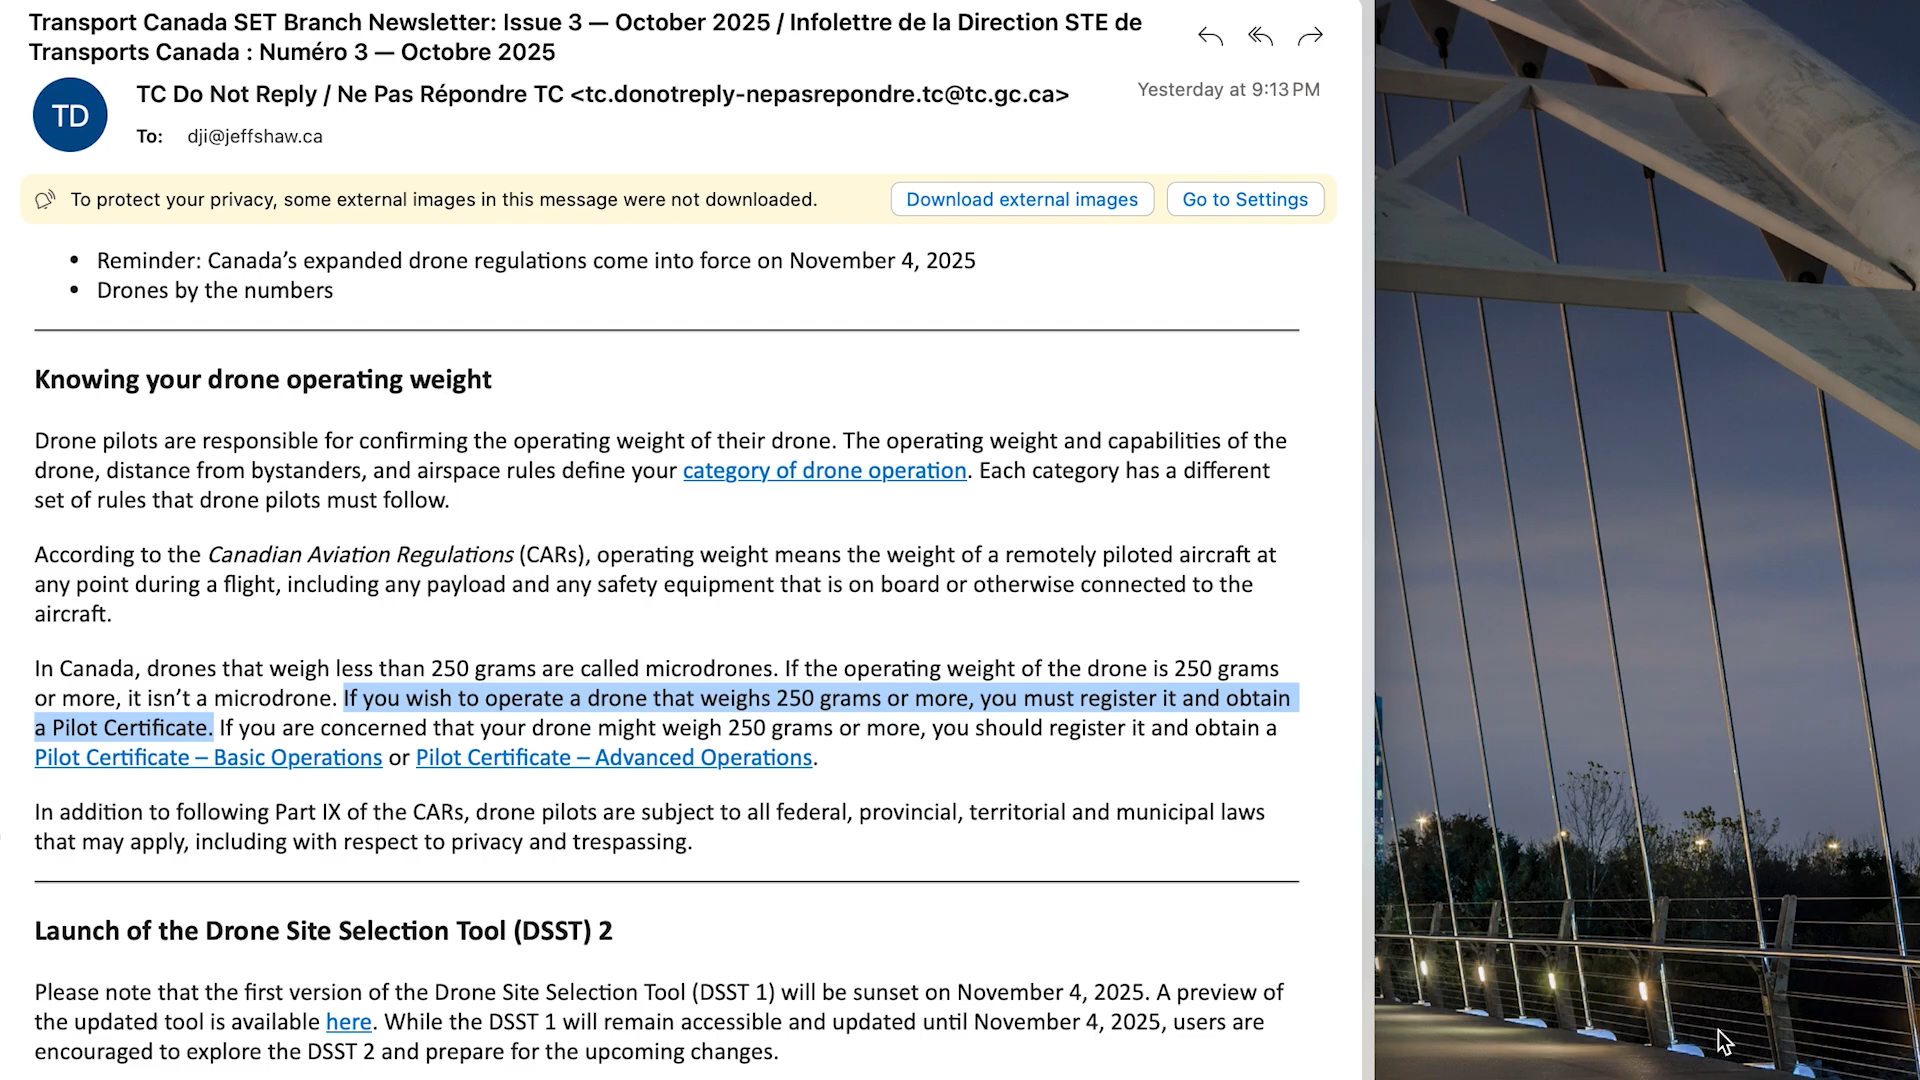 Transport Canada SET Branch Newsletter: Issue 3 — October 2025 / Infolettre de la Direction STE de
Transports Canada : Numéro 3 — Octobre 2025
TD
TC Do Not Reply / Ne Pas Répondre TC <tc.donotreply-nepasrepondre.tc@tc.gc.ca>
Yesterday at 9:13 PM
To: dji@jeffshaw.ca
To protect your privacy, some external images in this message were not downloaded.
Download external images
Go to Settings
• Reminder: Canada’s expanded drone regulations come into force on November 4, 2025
• Drones by the numbers
Knowing your drone operating weight
Drone pilots are responsible for confirming the operating weight of their drone. The operating weight and capabilities of the
drone, distance from bystanders, and airspace rules define your category of drone operation. Each category has a different
set of rules that drone pilots must follow.
According to the Canadian Aviation Regulations (CARs), operating weight means the weight of a remotely piloted aircraft at
any point during a flight, including any payload and any safety equipment that is on board or otherwise connected to the
aircraft.
In Canada, drones that weigh less than 250 grams are called microdrones. If the operating weight of the drone is 250 grams
or more, it isn’t a microdrone. If you wish to operate a drone that weighs 250 grams or more, you must register it and obtain
a Pilot Certificate. If you are concerned that your drone might weigh 250 grams or more, you should register it and obtain a
Pilot Certificate – Basic Operations or Pilot Certificate – Advanced Operations.
In addition to following Part IX of the CARs, drone pilots are subject to all federal, provincial, territorial and municipal laws
that may apply, including with respect to privacy and trespassing.
Launch of the Drone Site Selection Tool (DSST) 2
Please note that the first version of the Drone Site Selection Tool (DSST 1) will be sunset on November 4, 2025. A preview of
the updated tool is available here. While the DSST 1 will remain accessible and updated until November 4, 2025, users are
encouraged to explore the DSST 2 and prepare for the upcoming changes.